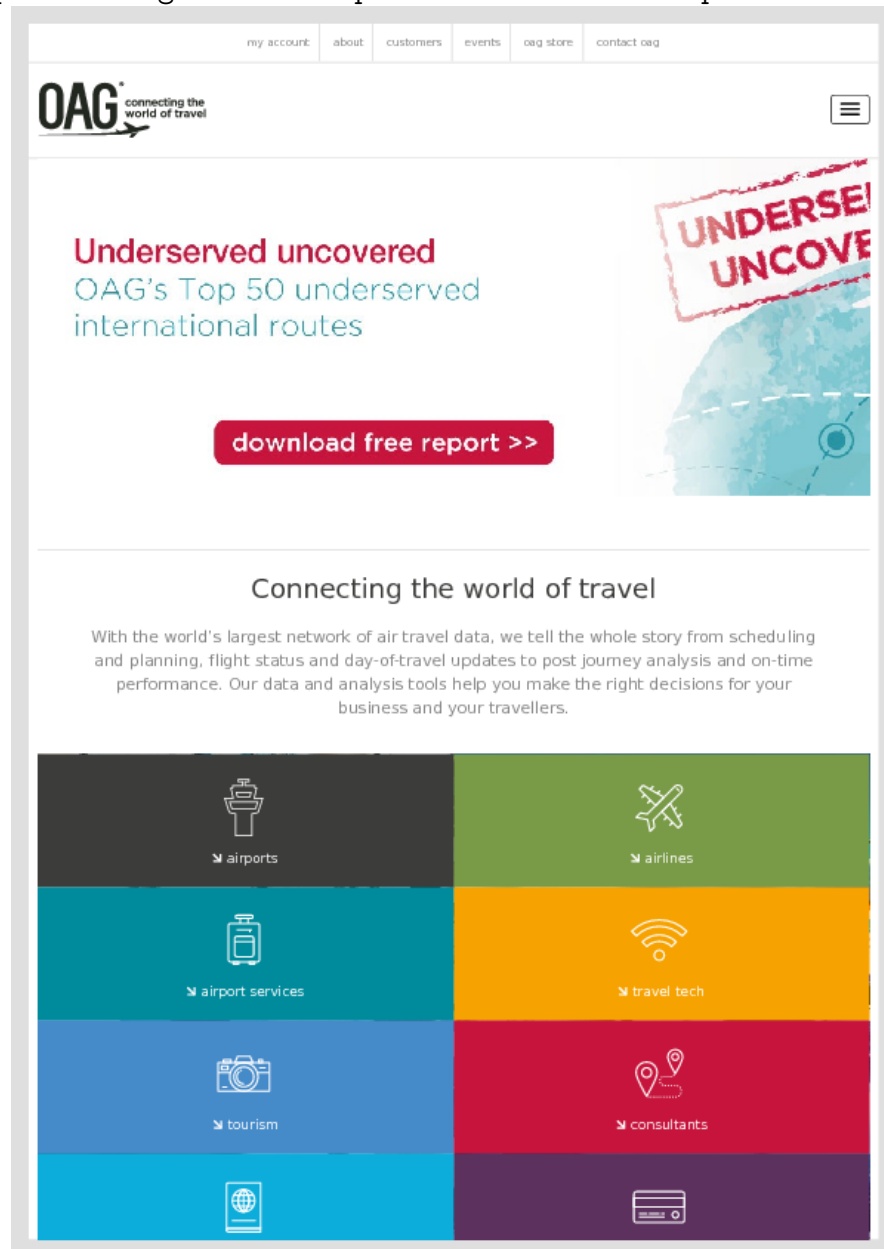 my account about customers events oag store contact oag
OAG connecting the
world of travel
UNDERSE
UNCOVE
Underserved uncovered
OAG's Top 50 underserved
international routes
download free report >>
Connecting the world of travel
With the world's largest network of air travel data, we tell the whole story from scheduling
and planning, flight status and day-of-travel updates to post journey analysis and on-time
performance. Our data and analysis tools help you make the right decisions for your
business and your travellers.
airports
airlines
airport services
travel tech
tourism
consultants